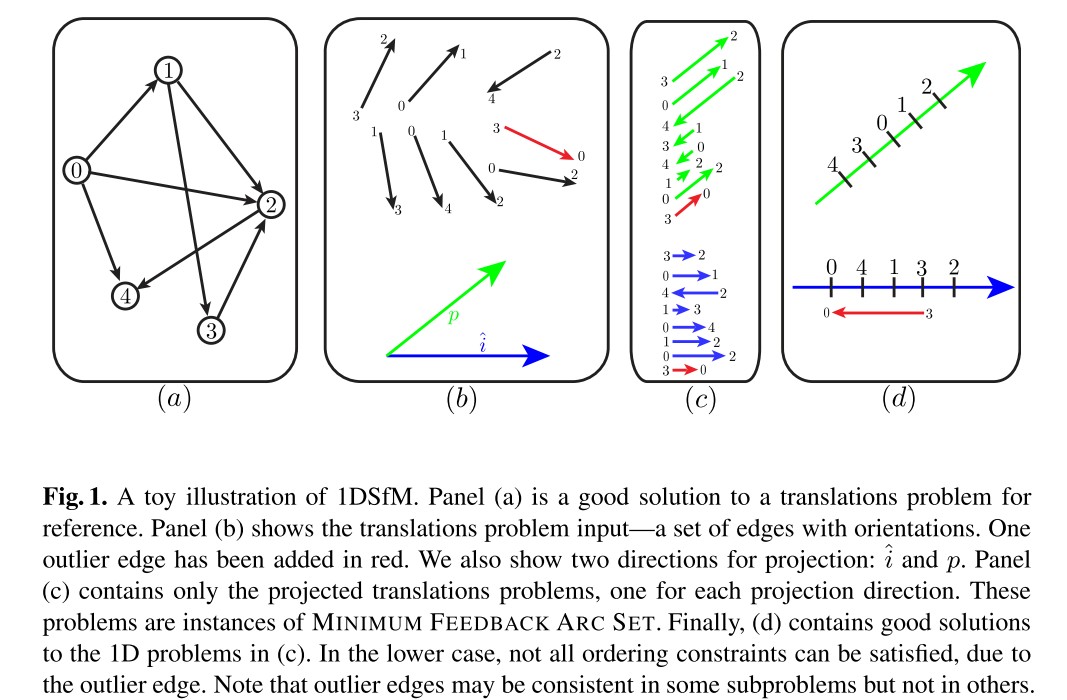 1
0
2
4
3
(a)
2
3
1
0
2
4
1
3
0
4
1
2
3
0
0
2
p
î
(b)
3 2
0 1
4 2
3 1
4 0
1 2
0 2
3 0
3 2
0 1
4 2
1 3
0 4
1 2
0 2
3 0
(c)
4 3 0 1 2
0 4 1 3 2
0 3
(d)
Fig. 1. A toy illustration of 1DSfM. Panel (a) is a good solution to a translations problem for
reference. Panel (b) shows the translations problem input—a set of edges with orientations. One
outlier edge has been added in red. We also show two directions for projection: î and p. Panel
(c) contains only the projected translations problems, one for each projection direction. These
problems are instances of MINIMUM FEEDBACK ARC SET. Finally, (d) contains good solutions
to the 1D problems in (c). In the lower case, not all ordering constraints can be satisfied, due to
the outlier edge. Note that outlier edges may be consistent in some subproblems but not in others.